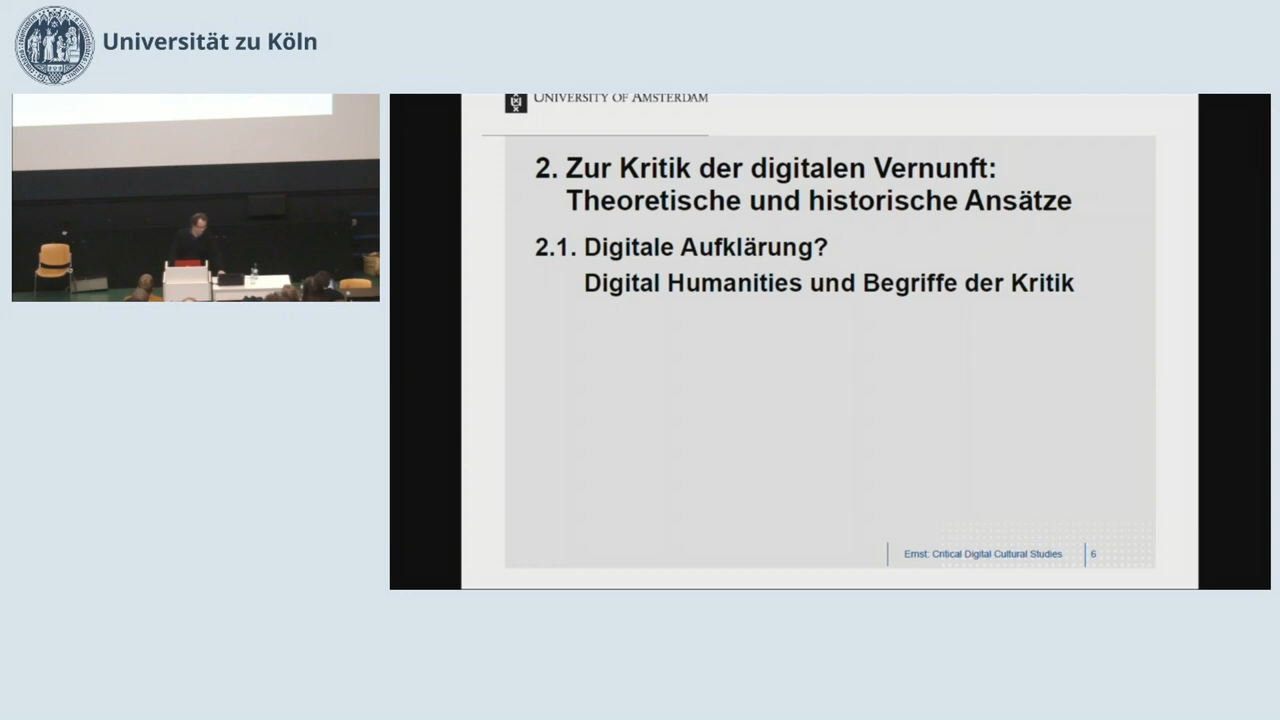 Universität zu Köln
UNIVERSITY OF AMSTERDAM
2. Zur Kritik der digitalen Vernunft:
Theoretische und historische Ansätze
2.1. Digitale Aufklärung?
Digital Humanities und Begriffe der Kritik
Ernst: Critical Digital Cultural Studies
6